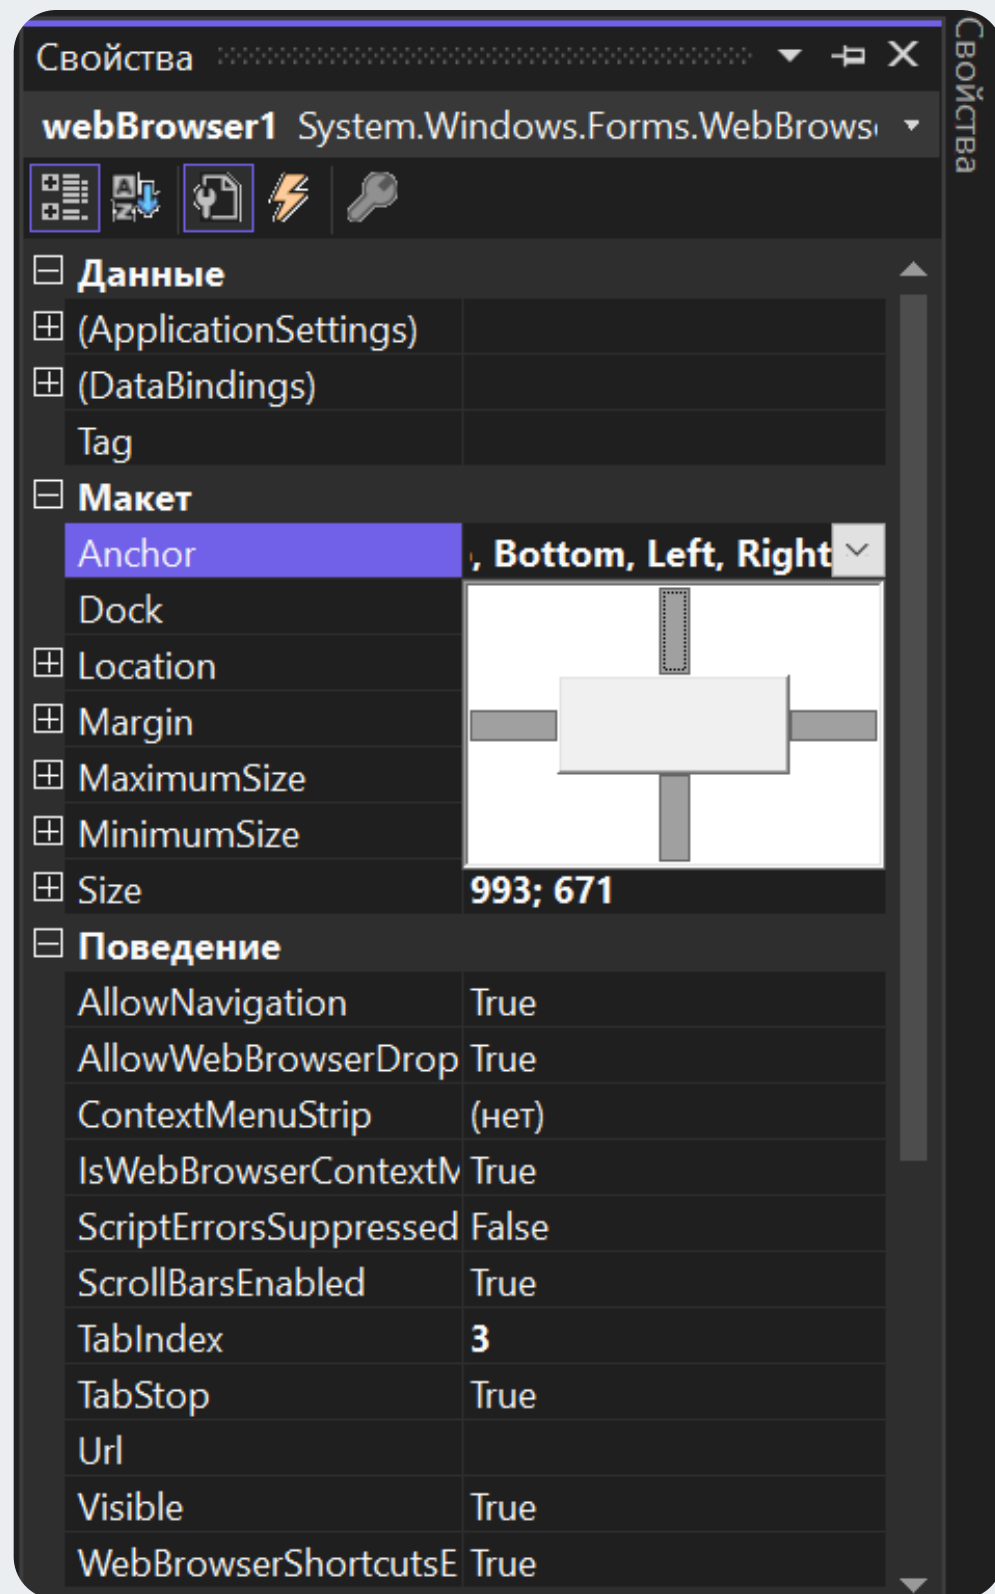 Свойства
webBrowser1 System.Windows.Forms.WebBrows
Данные
(ApplicationSettings)
(DataBindings)
Tag
Макет
Anchor , Bottom, Left, Right
Dock
Location
Margin
MaximumSize
MinimumSize
Size 993; 671
Поведение
AllowNavigation True
AllowWebBrowserDrop True
ContextMenuStrip (нет)
IsWebBrowserContextM True
ScriptErrorsSuppressed False
ScrollBarsEnabled True
TabIndex 3
TabStop True
Url
Visible True
WebBrowserShortcutsE True
Свойства